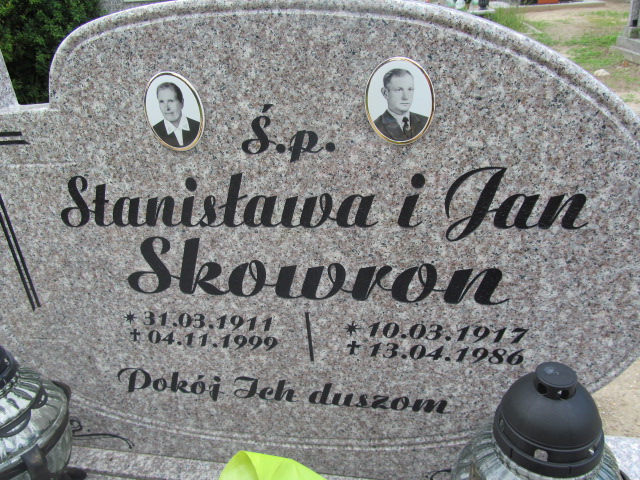 Ś.p.
Stanisława i Jan
Skowron
* 31.03.1911 * 10.03.1917
✝ 04.11.1999 ✝ 13.04.1986
Pokój Ich duszom